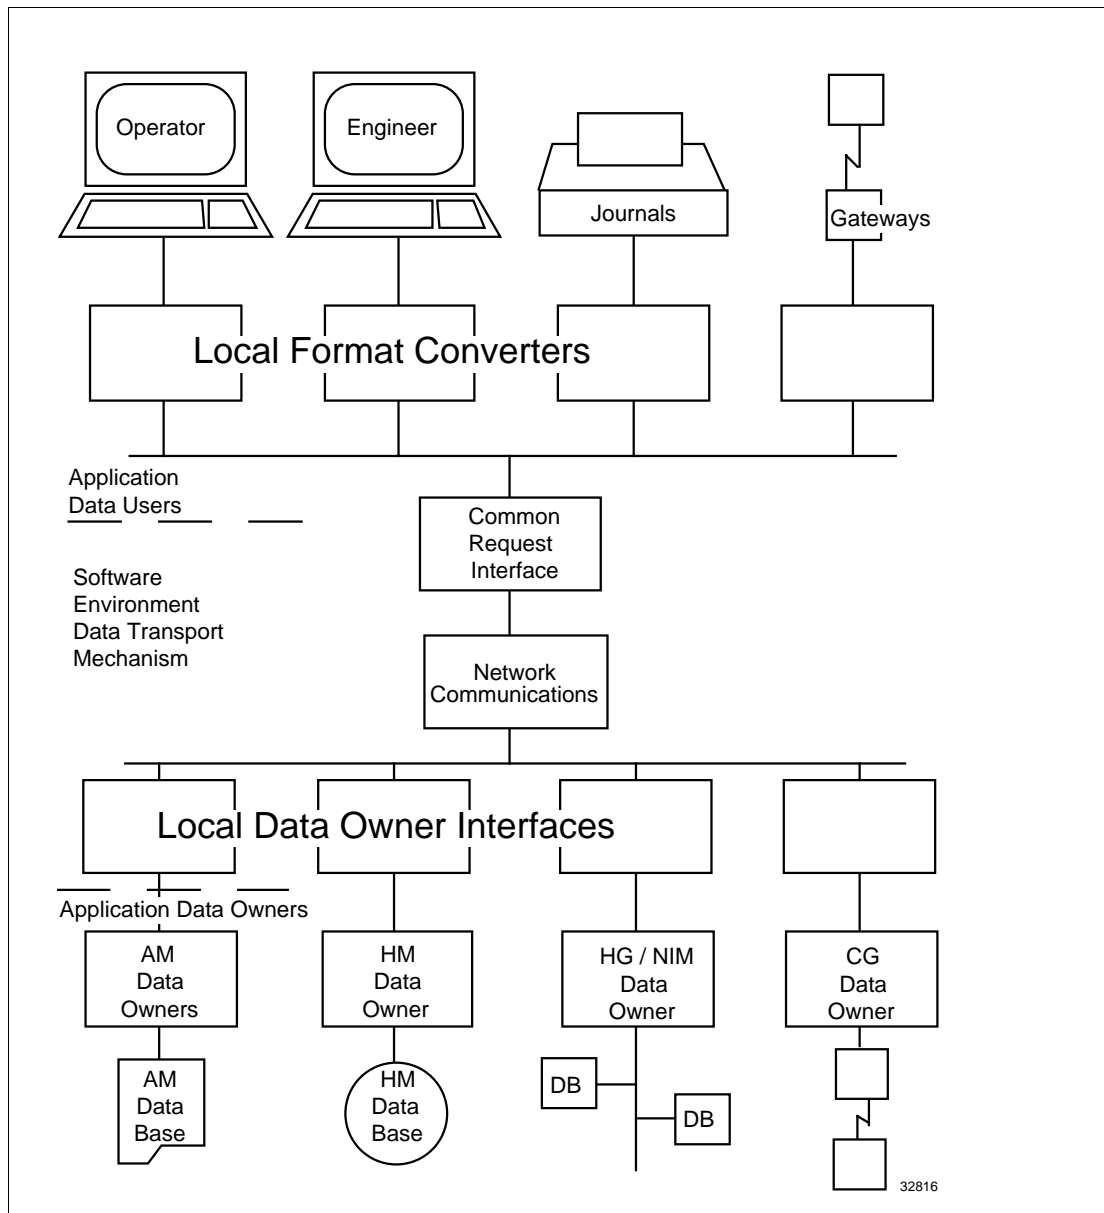 Operator
Engineer
Journals
Gateways
Local Format Converters
Application
Data Users
Common
Request
Interface
Software
Environment
Data Transport
Mechanism
Network
Communications
Local Data Owner Interfaces
Application Data Owners
AM
Data
Owners
HM
Data
Owner
HG / NIM
Data
Owner
CG
Data
Owner
AM
Data
Base
HM
Data
Base
DB
DB
32816